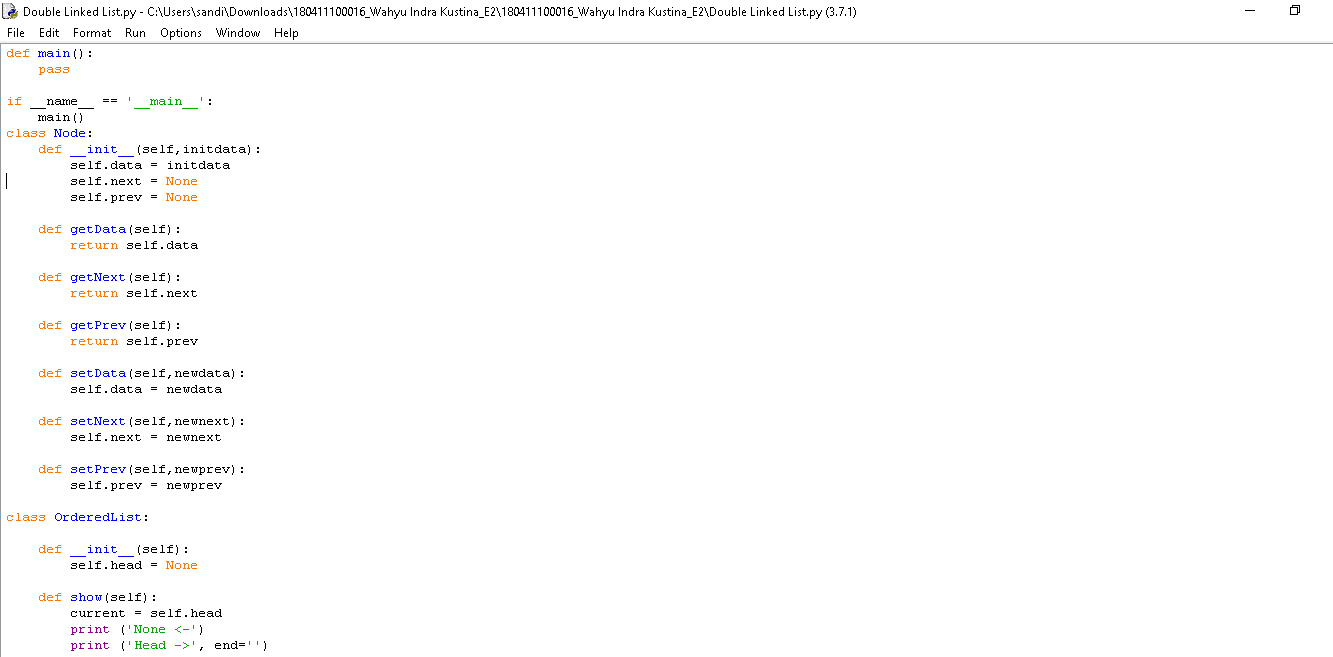 Double Linked List.py - C:\Users\sandi\Downloads\180411100016_Wahyu Indra Kustina_E2\180411100016_Wahyu Indra Kustina_E2\Double Linked List.py (3.7.1)
File Edit Format Run Options Window Help
def main():
    pass

if __name__ == '__main__':
    main()
class Node:
    def __init__(self,initdata):
        self.data = initdata
        self.next = None
        self.prev = None

    def getData(self):
        return self.data

    def getNext(self):
        return self.next

    def getPrev(self):
        return self.prev

    def setData(self,newdata):
        self.data = newdata

    def setNext(self,newnext):
        self.next = newnext

    def setPrev(self,newprev):
        self.prev = newprev

class OrderedList:

    def __init__(self):
        self.head = None

    def show(self):
        current = self.head
        print ('None <-')
        print ('Head ->', end='')